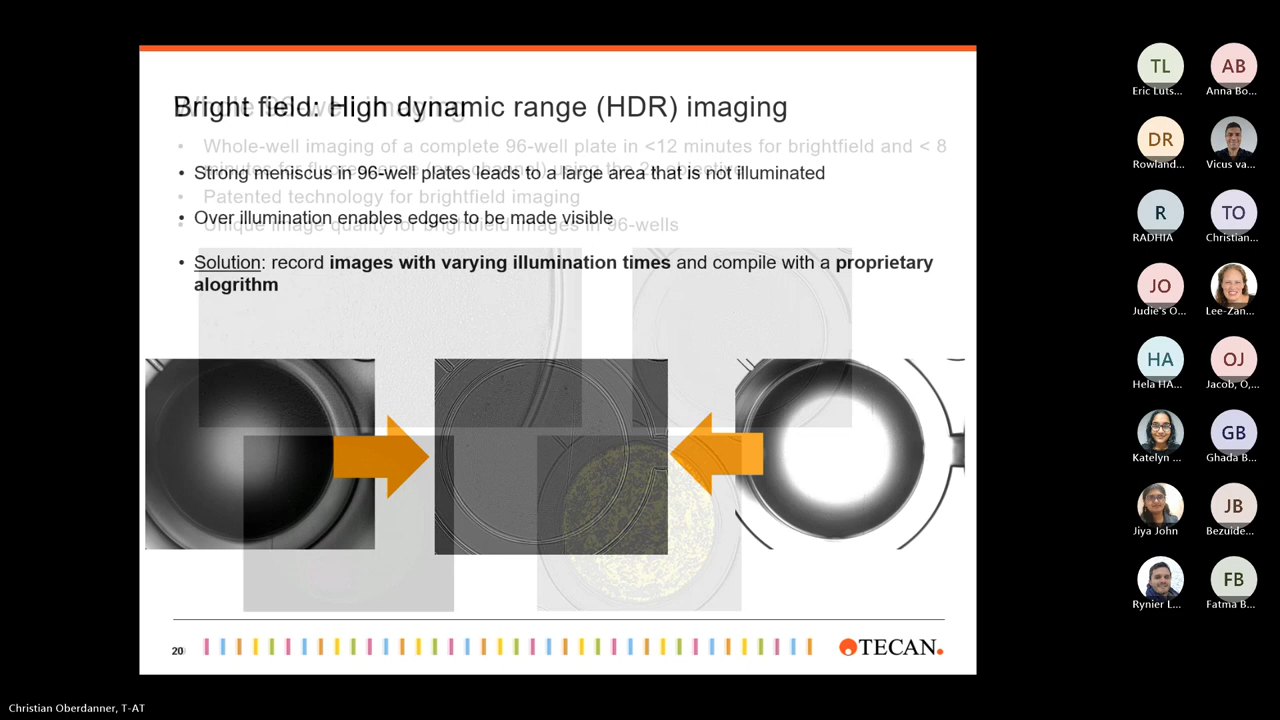 Bright field: High dynamic range (HDR) imaging
Whole 96-well imaging
• Whole-well imaging of a complete 96-well plate in <12 minutes for brightfield and < 8
minutes for fluorescence (one channel) using the 2x objective
• Strong meniscus in 96-well plates leads to a large area that is not illuminated
• Patented technology for brightfield imaging
• Over illumination enables edges to be made visible
• Unique image quality for brightfield images in 96-wells
• Solution: record images with varying illumination times and compile with a proprietary
alogrithm
20
TECAN.
TL
Eric Luts...
AB
Anna Bo...
DR
Rowland...
Vicus va...
R
RADHIA
TO
Christian...
JO
Judie's O...
Lee-Zan...
HA
Hela HA...
OJ
Jacob, O,...
Katelyn ...
GB
Ghada B...
Jiya John
JB
Bezuide...
Rynier L...
FB
Fatma B...
Christian Oberdanner, T-AT